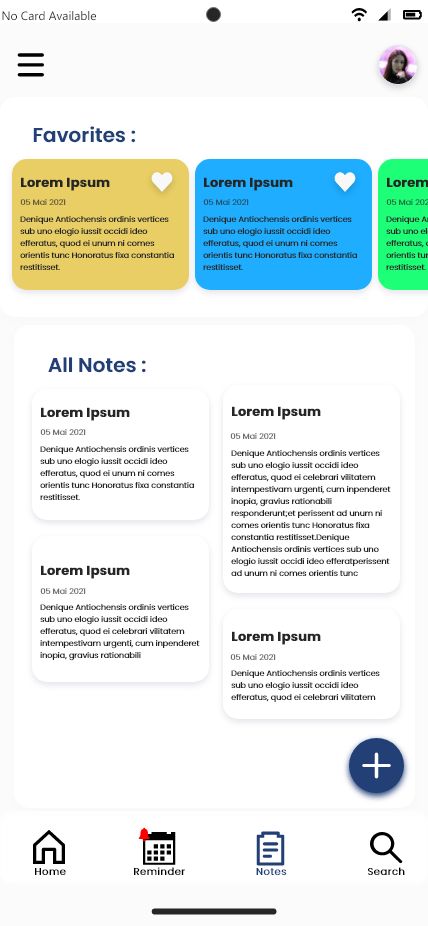 No Card Available
Favorites :
Lorem Ipsum
05 Mai 2021
Denique Antiochensis ordinis vertices
sub uno elogio iussit occidi ideo
efferatus, quod ei unum ni comes
orientis tunc Honoratus fixa constantia
restitisset.
Lorem Ipsum
05 Mai 2021
Denique Antiochensis ordinis vertices
sub uno elogio iussit occidi ideo
efferatus, quod ei unum ni comes
orientis tunc Honoratus fixa constantia
restitisset.
Lorem
05 Mai 202
Denique A
sub uno el
efferatus,
orientis tu
restitisset.
All Notes :
Lorem Ipsum
05 Mai 2021
Denique Antiochensis ordinis vertices
sub uno elogio iussit occidi ideo
efferatus, quod ei unum ni comes
orientis tunc Honoratus fixa constantia
restitisset.
Lorem Ipsum
05 Mai 2021
Denique Antiochensis ordinis vertices
sub uno elogio iussit occidi ideo
efferatus, quod ei celebrari vilitatem
intempestivam urgenti, cum inpenderet
inopia, gravius rationabili
Lorem Ipsum
05 Mai 2021
Denique Antiochensis ordinis vertices
sub uno elogio iussit occidi ideo
efferatus, quod ei celebrari vilitatem
intempestivam urgenti, cum inpenderet
inopia, gravius rationabili
responderunt;et perissent ad unum ni
comes orientis tunc Honoratus fixa
constantia restitisset.Denique
Antiochensis ordinis vertices sub uno
elogio iussit occidi ideo efferatperissent
ad unum ni comes orientis tunc
Lorem Ipsum
05 Mai 2021
Denique Antiochensis ordinis vertices
sub uno elogio iussit occidi ideo
efferatus, quod ei celebrari vilitatem
Home
Reminder
Notes
Search